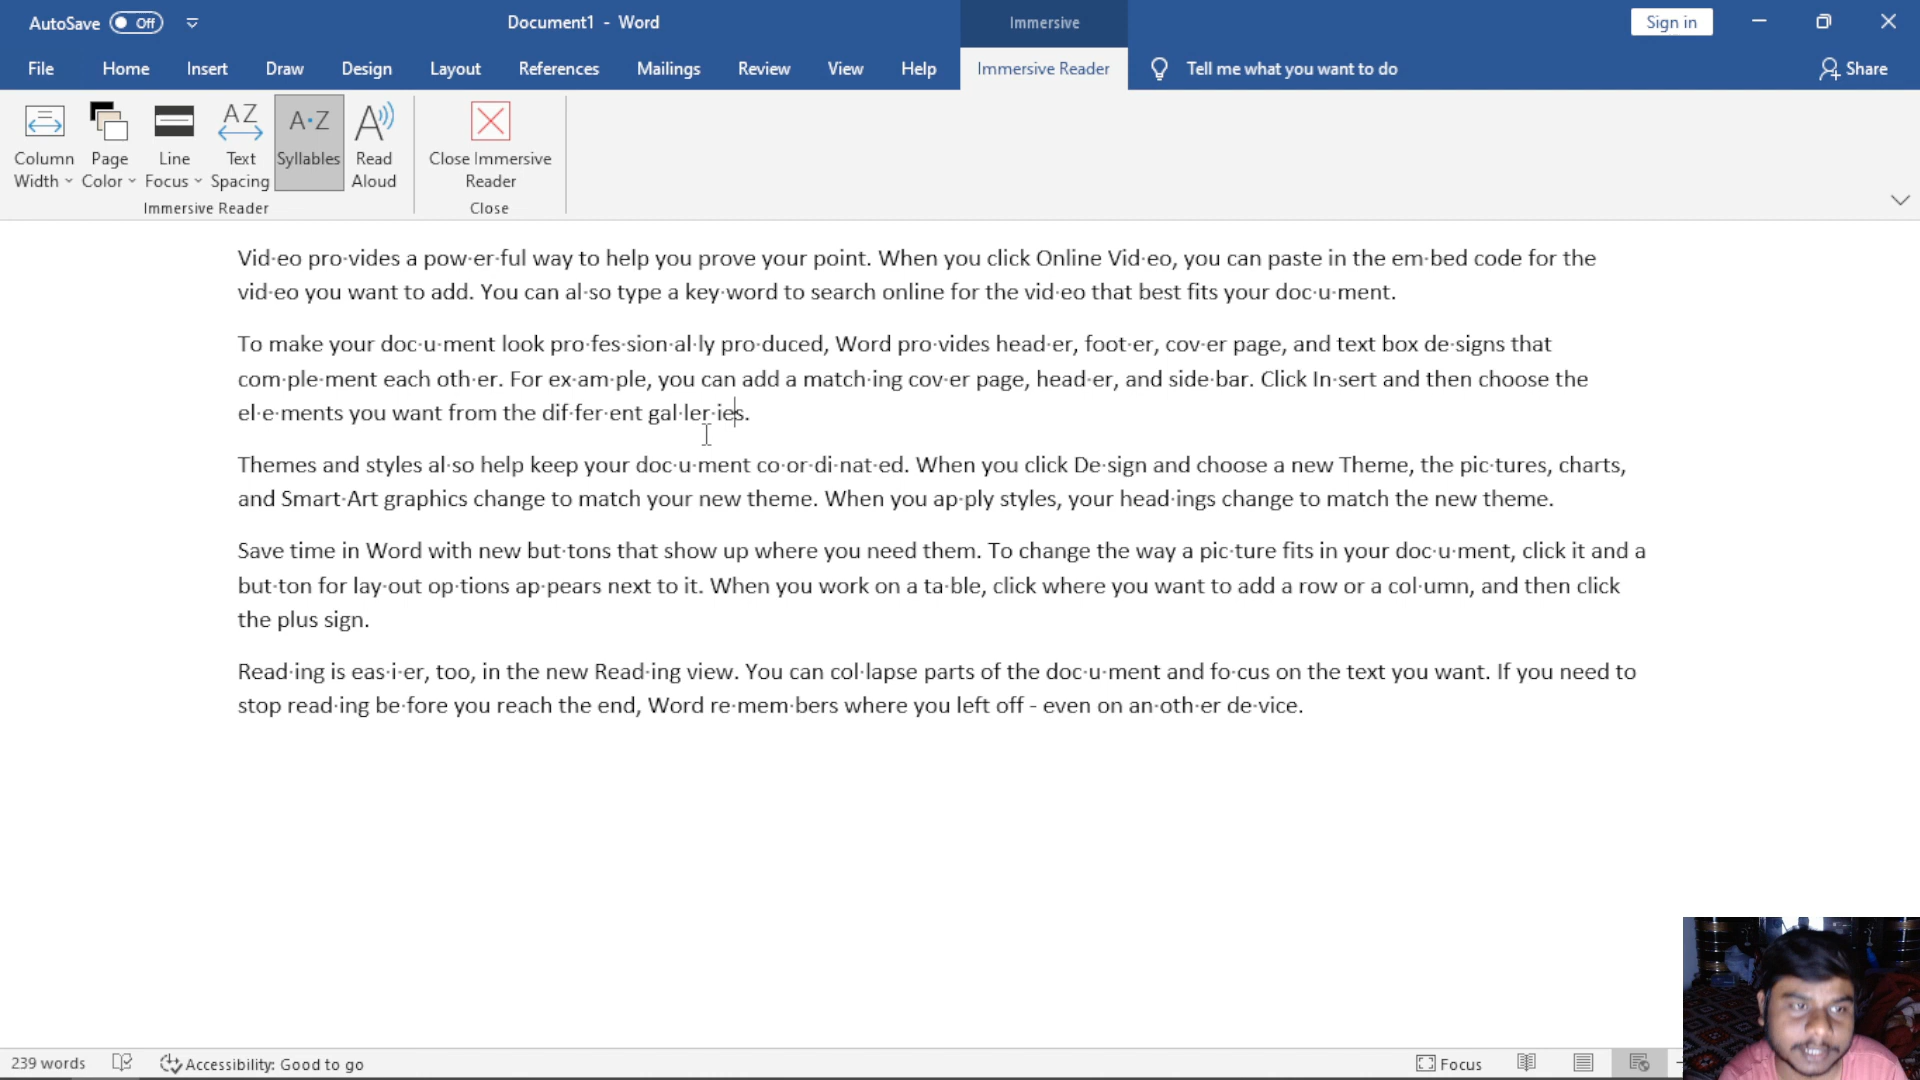 AutoSave Off Document1 - Word Immersive Sign in
File Home Insert Draw Design Layout References Mailings Review View Help Immersive Reader Tell me what you want to do Share
AZ A·Z A
Column Width Page Color Line Focus Text Spacing Syllables Read Aloud Close Immersive Reader
Immersive Reader Close
Vid·eo pro·vides a pow·er·ful way to help you prove your point. When you click Online Vid·eo, you can paste in the em·bed code for the
vid·eo you want to add. You can al·so type a key·word to search online for the vid·eo that best fits your doc·u·ment.
To make your doc·u·ment look pro·fes·sion·al·ly pro·duced, Word pro·vides head·er, foot·er, cov·er page, and text box de·signs that
com·ple·ment each oth·er. For ex·am·ple, you can add a match·ing cov·er page, head·er, and side·bar. Click In·sert and then choose the
el·e·ments you want from the dif·fer·ent gal·ler·ies.
Themes and styles al·so help keep your doc·u·ment co·or·di·nat·ed. When you click De·sign and choose a new Theme, the pic·tures, charts,
and Smart·Art graphics change to match your new theme. When you ap·ply styles, your head·ings change to match the new theme.
Save time in Word with new but·tons that show up where you need them. To change the way a pic·ture fits in your doc·u·ment, click it and a
but·ton for lay·out op·tions ap·pears next to it. When you work on a ta·ble, click where you want to add a row or a col·umn, and then click
the plus sign.
Read·ing is eas·i·er, too, in the new Read·ing view. You can col·lapse parts of the doc·u·ment and fo·cus on the text you want. If you need to
stop read·ing be·fore you reach the end, Word re·mem·bers where you left off - even on an·oth·er de·vice.
239 words Accessibility: Good to go Focus